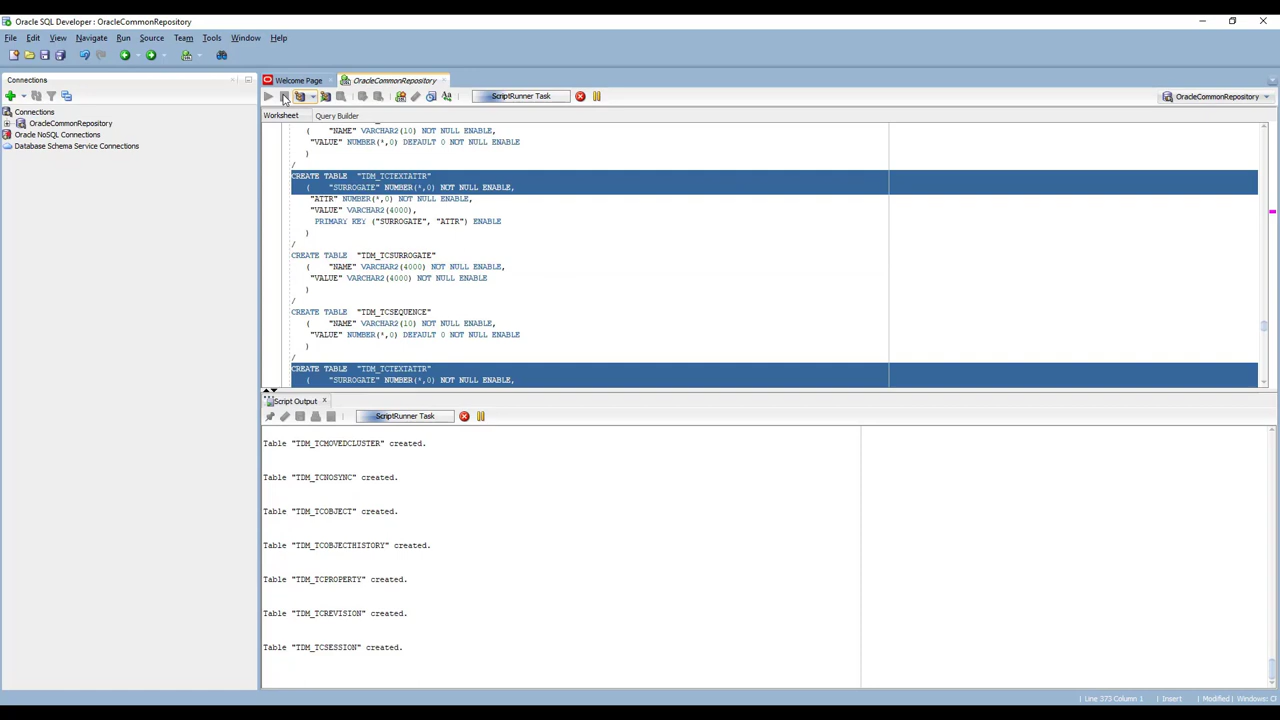 Oracle SQL Developer : OracleCommonRepository
File Edit View Navigate Run Source Team Tools Window Help
Connections
Welcome Page
OracleCommonRepository
ScriptRunner Task
OracleCommonRepository
Connections
OracleCommonRepository
Oracle NoSQL Connections
Database Schema Service Connections
Worksheet Query Builder
( "NAME" VARCHAR2(10) NOT NULL ENABLE,
"VALUE" NUMBER(*,0) DEFAULT 0 NOT NULL ENABLE
)
/
CREATE TABLE "TDM_TCTEXTATTR"
( "SURROGATE" NUMBER(*,0) NOT NULL ENABLE,
"ATTR" NUMBER(*,0) NOT NULL ENABLE,
"VALUE" VARCHAR2(4000),
PRIMARY KEY ("SURROGATE", "ATTR") ENABLE
)
/
CREATE TABLE "TDM_TCSURROGATE"
( "NAME" VARCHAR2(4000) NOT NULL ENABLE,
"VALUE" VARCHAR2(4000) NOT NULL ENABLE
)
/
CREATE TABLE "TDM_TCSEQUENCE"
( "NAME" VARCHAR2(10) NOT NULL ENABLE,
"VALUE" NUMBER(*,0) DEFAULT 0 NOT NULL ENABLE
)
/
CREATE TABLE "TDM_TCTEXTATTR"
( "SURROGATE" NUMBER(*,0) NOT NULL ENABLE,
Script Output
ScriptRunner Task
Table "TDM_TCMOVEDCLUSTER" created.
Table "TDM_TCNOSYNC" created.
Table "TDM_TCOBJECT" created.
Table "TDM_TCOBJECTHISTORY" created.
Table "TDM_TCPROPERTY" created.
Table "TDM_TCREVISION" created.
Table "TDM_TCSESSION" created.
Line 373 Column 1 Insert Modified Windows: Cl